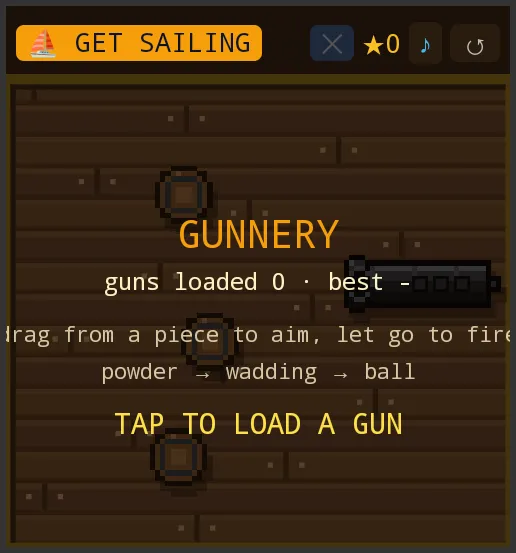 GET SAILING
★0
GUNNERY
guns loaded 0 · best -
drag from a piece to aim, let go to fire
powder → wadding → ball
TAP TO LOAD A GUN